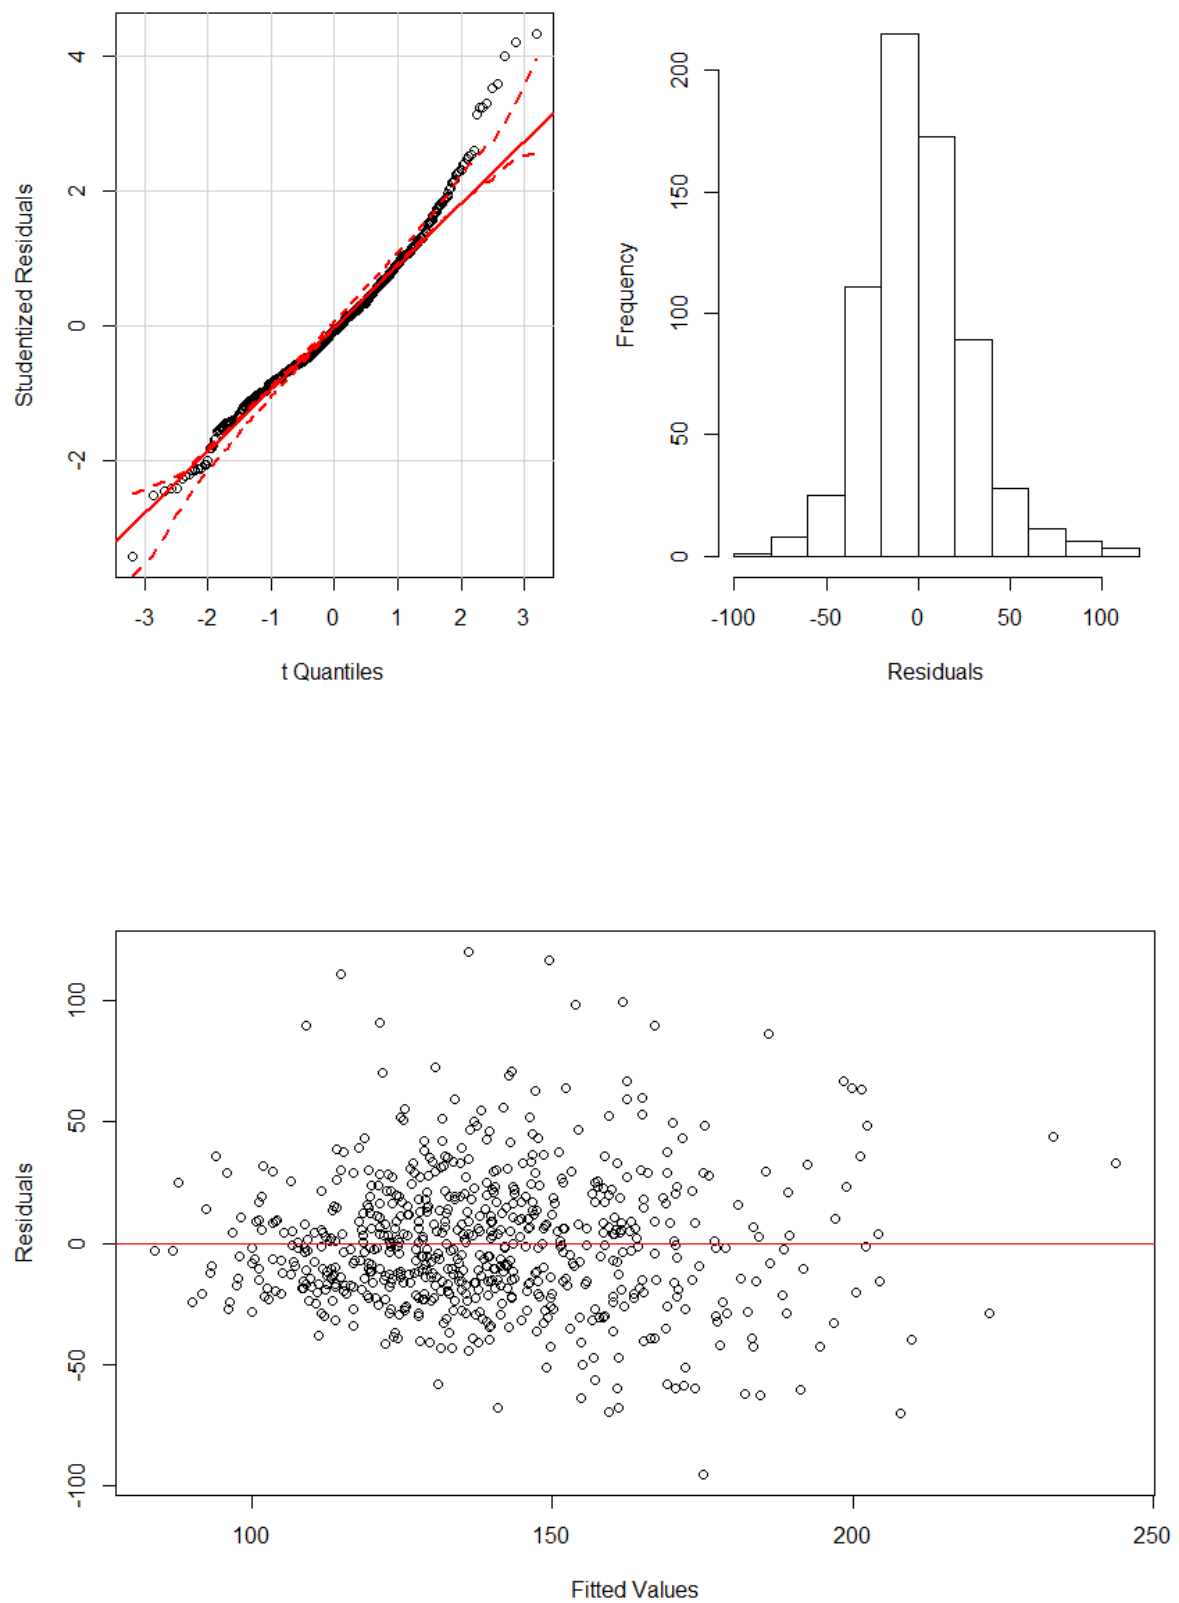 Studentized Residuals
4
2
0
-2
-3 -2 -1 0 1 2 3
t Quantiles
Frequency
200
150
100
50
0
-100 -50 0 50 100
Residuals
Residuals
100
50
0
-50
-100
100 150 200 250
Fitted Values